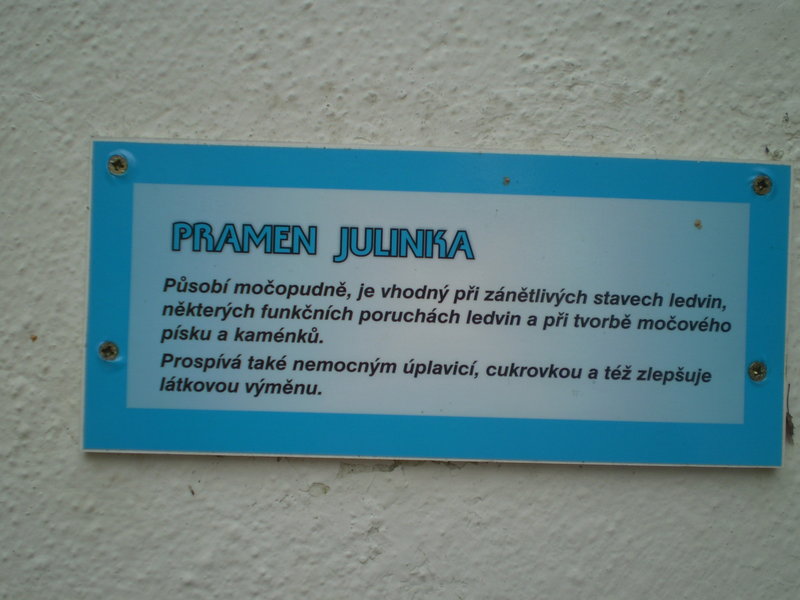 PRAMEN JULINKA
Působí močopudně, je vhodný při zánětlivých stavech ledvin,
některých funkčních poruchách ledvin a při tvorbě močového
písku a kaménků.
Prospívá také nemocným úplavicí, cukrovkou a též zlepšuje
látkovou výměnu.